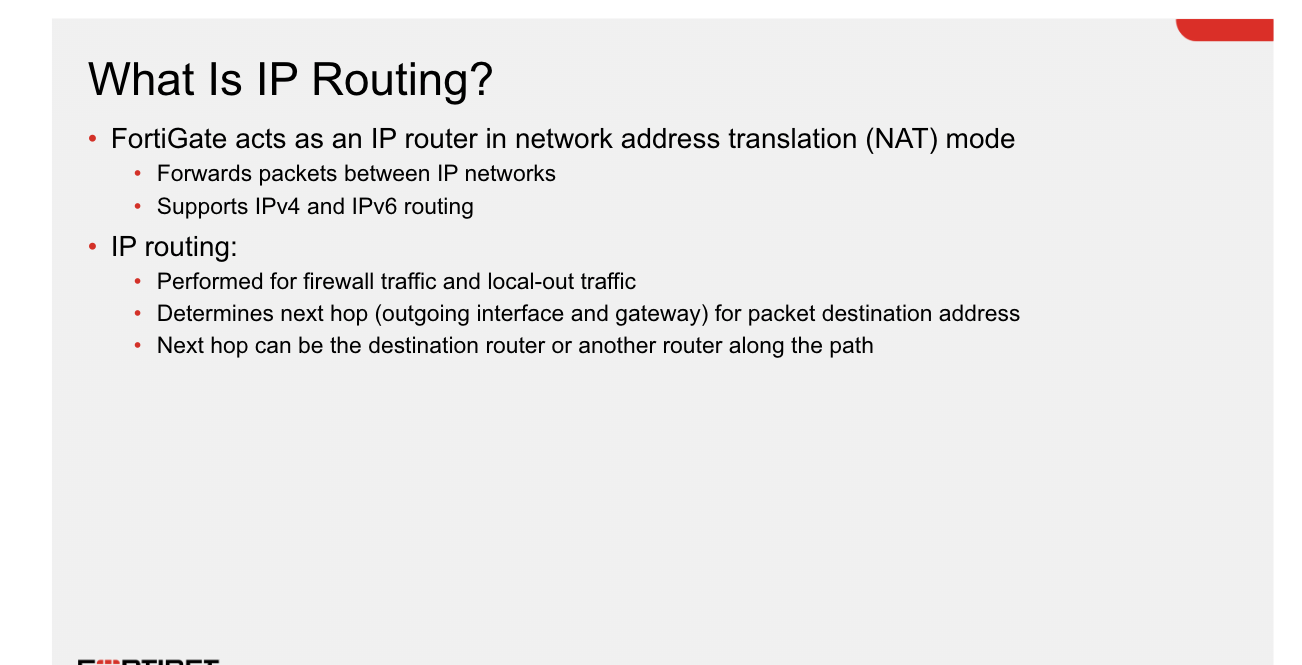 What Is IP Routing?
• FortiGate acts as an IP router in network address translation (NAT) mode
• Forwards packets between IP networks
• Supports IPv4 and IPv6 routing
• IP routing:
• Performed for firewall traffic and local-out traffic
• Determines next hop (outgoing interface and gateway) for packet destination address
• Next hop can be the destination router or another router along the path